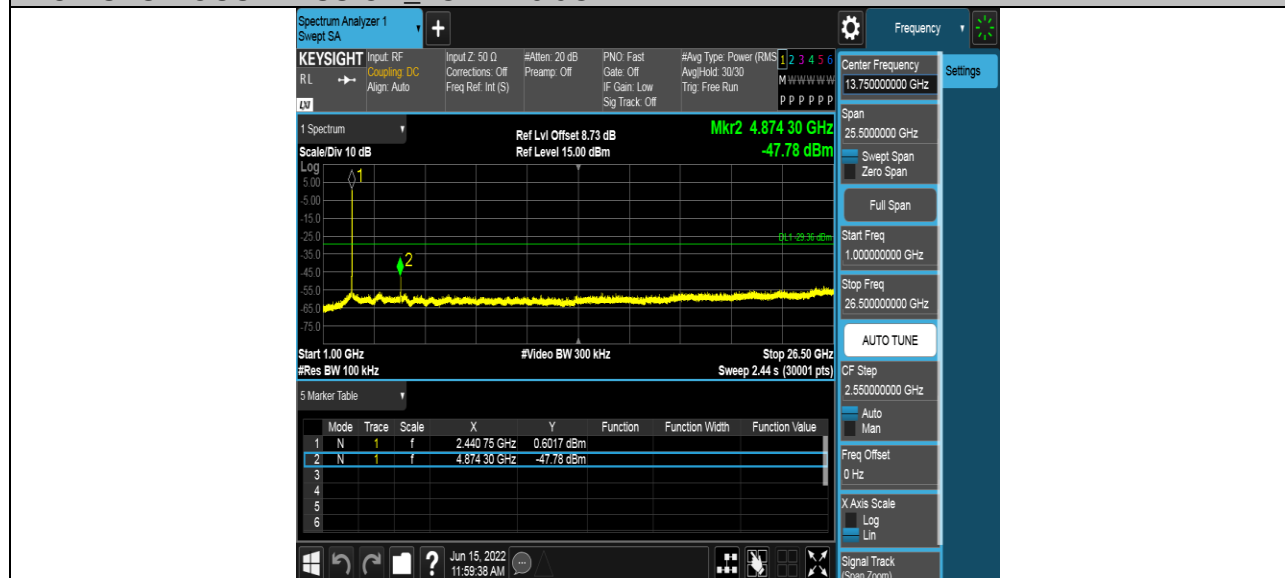 Spectrum Analyzer 1
Swept SA
Frequency
KEYSIGHT
RL
LXI
Input: RF
Coupling: DC
Align: Auto
Input Z: 50 Ω
Corrections: Off
Freq Ref: Int (S)
#Atten: 20 dB
Preamp: Off
PNO: Fast
Gate: Off
IF Gain: Low
Sig Track: Off
#Avg Type: Power (RMS
Avg|Hold: 30/30
Trig: Free Run
1 2 3 4 5 6
M W W W W W
P P P P P P
Center Frequency
13.750000000 GHz
Settings
1 Spectrum
Ref Lvl Offset 8.73 dB
Mkr2 4.874 30 GHz
Scale/Div 10 dB
Ref Level 15.00 dBm
-47.78 dBm
Log
5.00
-5.00
-15.0
-25.0
-35.0
-45.0
-55.0
-65.0
-75.0
1
2
DL1 -29.36 dBm
Start 1.00 GHz
#Video BW 300 kHz
Stop 26.50 GHz
#Res BW 100 kHz
Sweep 2.44 s (30001 pts)
Span
25.5000000 GHz
Swept Span
Zero Span
Full Span
Start Freq
1.000000000 GHz
Stop Freq
26.500000000 GHz
AUTO TUNE
CF Step
2.550000000 GHz
Auto
Man
Freq Offset
0 Hz
X Axis Scale
Log
Lin
Signal Track
(Span Zoom)
5 Marker Table
Mode Trace Scale X Y Function Function Width Function Value
1 N 1 f 2.440 75 GHz 0.6017 dBm
2 N 1 f 4.874 30 GHz -47.78 dBm
3
4
5
6
Jun 15, 2022
11:59:38 AM